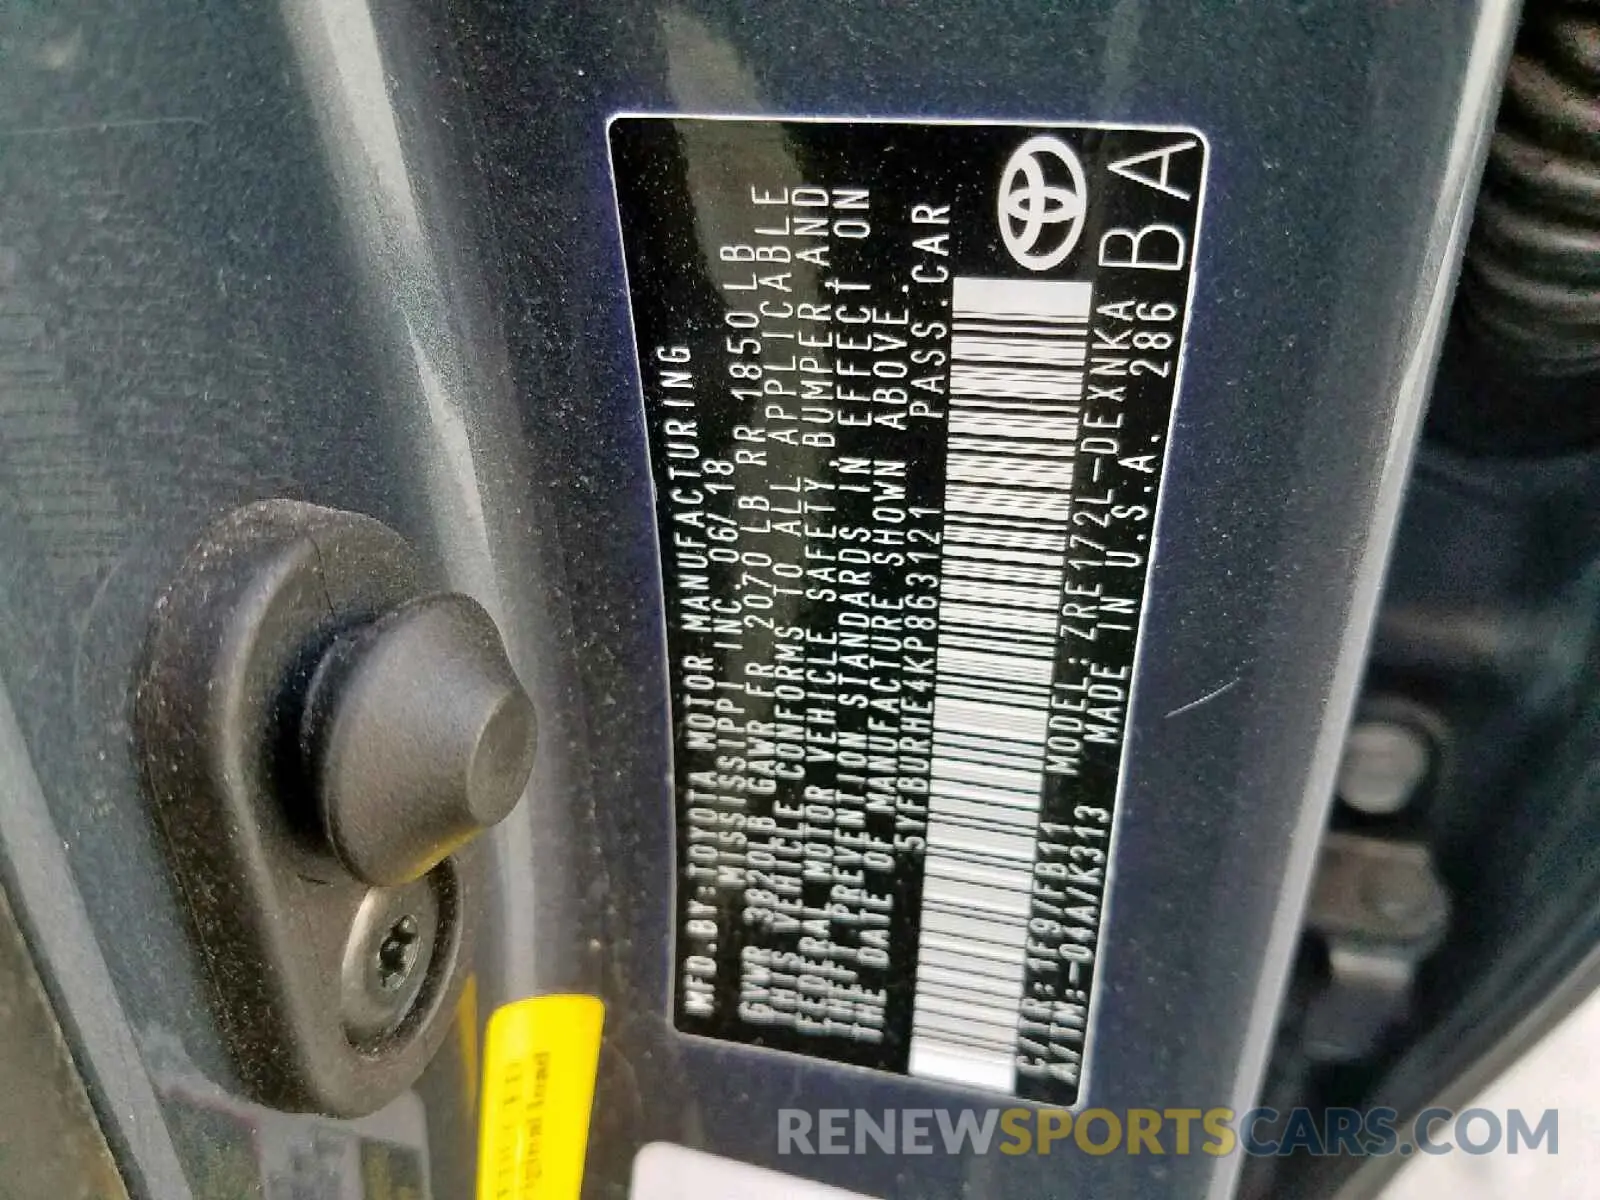 MFD.BY:TOYOTA MOTOR MANUFACTURING
MISSISSIPPI INC. 06/18
GVWR 3820LB GAWR FR 2070 LB RR 1850 LB
THIS VEHICLE CONFORMS TO ALL APPLICABLE
FEDERAL MOTOR VEHICLE SAFETY BUMPER, AND
THEFT PREVENTION STANDARDS IN EFFECT ON
THE DATE OF MANUFACTURE SHOWN ABOVE.
5YFBURHE4KP863121 PASS.CAR
C/TR:1F97/FB11 MODEL:ZRE172L-DEXNKA
A/TM:-04A/K313 MADE IN U.S.A. 286
BA
original lead
RENEWSPORTSCARS.COM